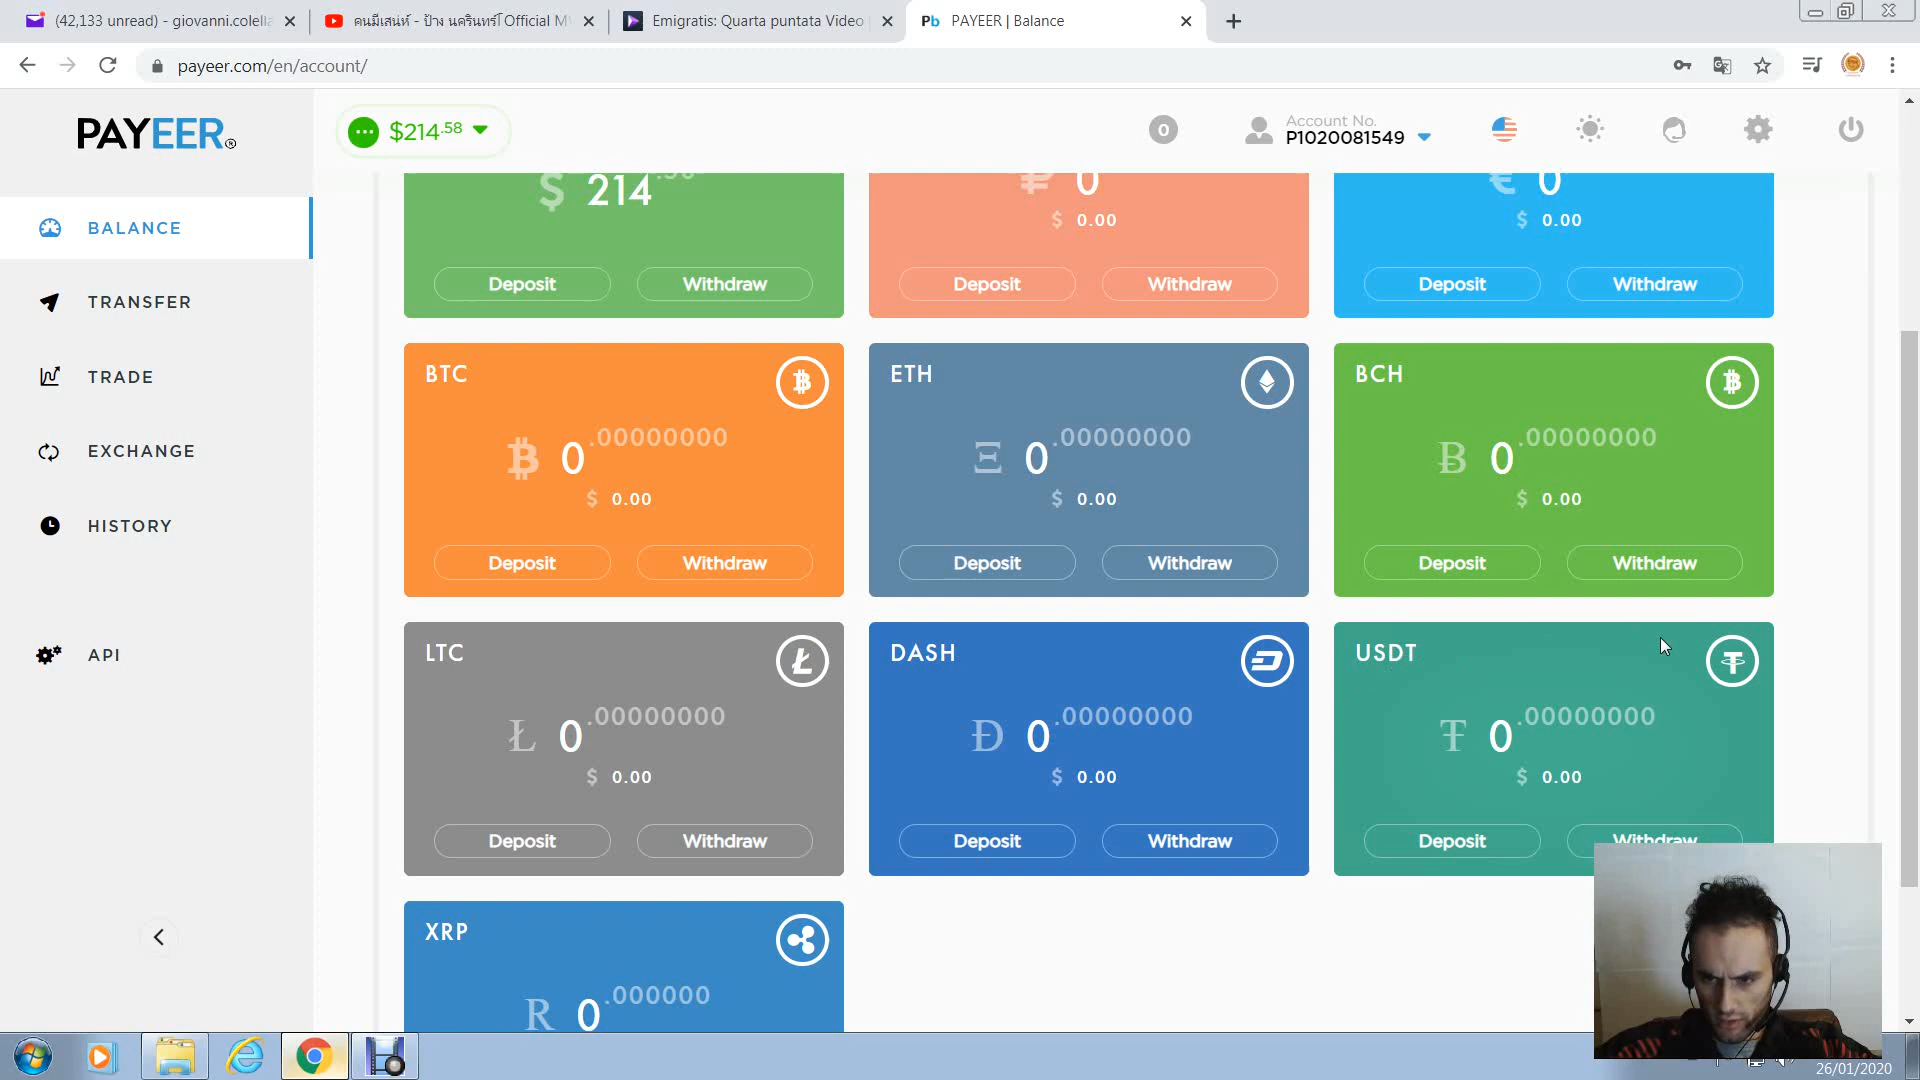 (42,133 unread) - giovanni.colella
คนมีเสน่ห์ - ป้าง นครินทร์ [Official M
Emigratis: Quarta puntata Video |
Pb PAYEER | Balance
payeer.com/en/account/
PAYEER®
$214.58
0
Account No.
P1020081549
BALANCE
TRANSFER
TRADE
EXCHANGE
HISTORY
API
$ 214
₽ 0
€ 0
$ 0.00
$ 0.00
Deposit Withdraw
Deposit Withdraw
Deposit Withdraw
BTC
0.00000000
$ 0.00
Deposit Withdraw
ETH
Ξ 0.00000000
$ 0.00
Deposit Withdraw
BCH
Ƀ 0.00000000
$ 0.00
Deposit Withdraw
LTC
Ł 0.00000000
$ 0.00
Deposit Withdraw
DASH
Đ 0.00000000
$ 0.00
Deposit Withdraw
USDT
Ŧ 0.00000000
$ 0.00
Deposit Withdraw
XRP
R 0.000000
26/01/2020